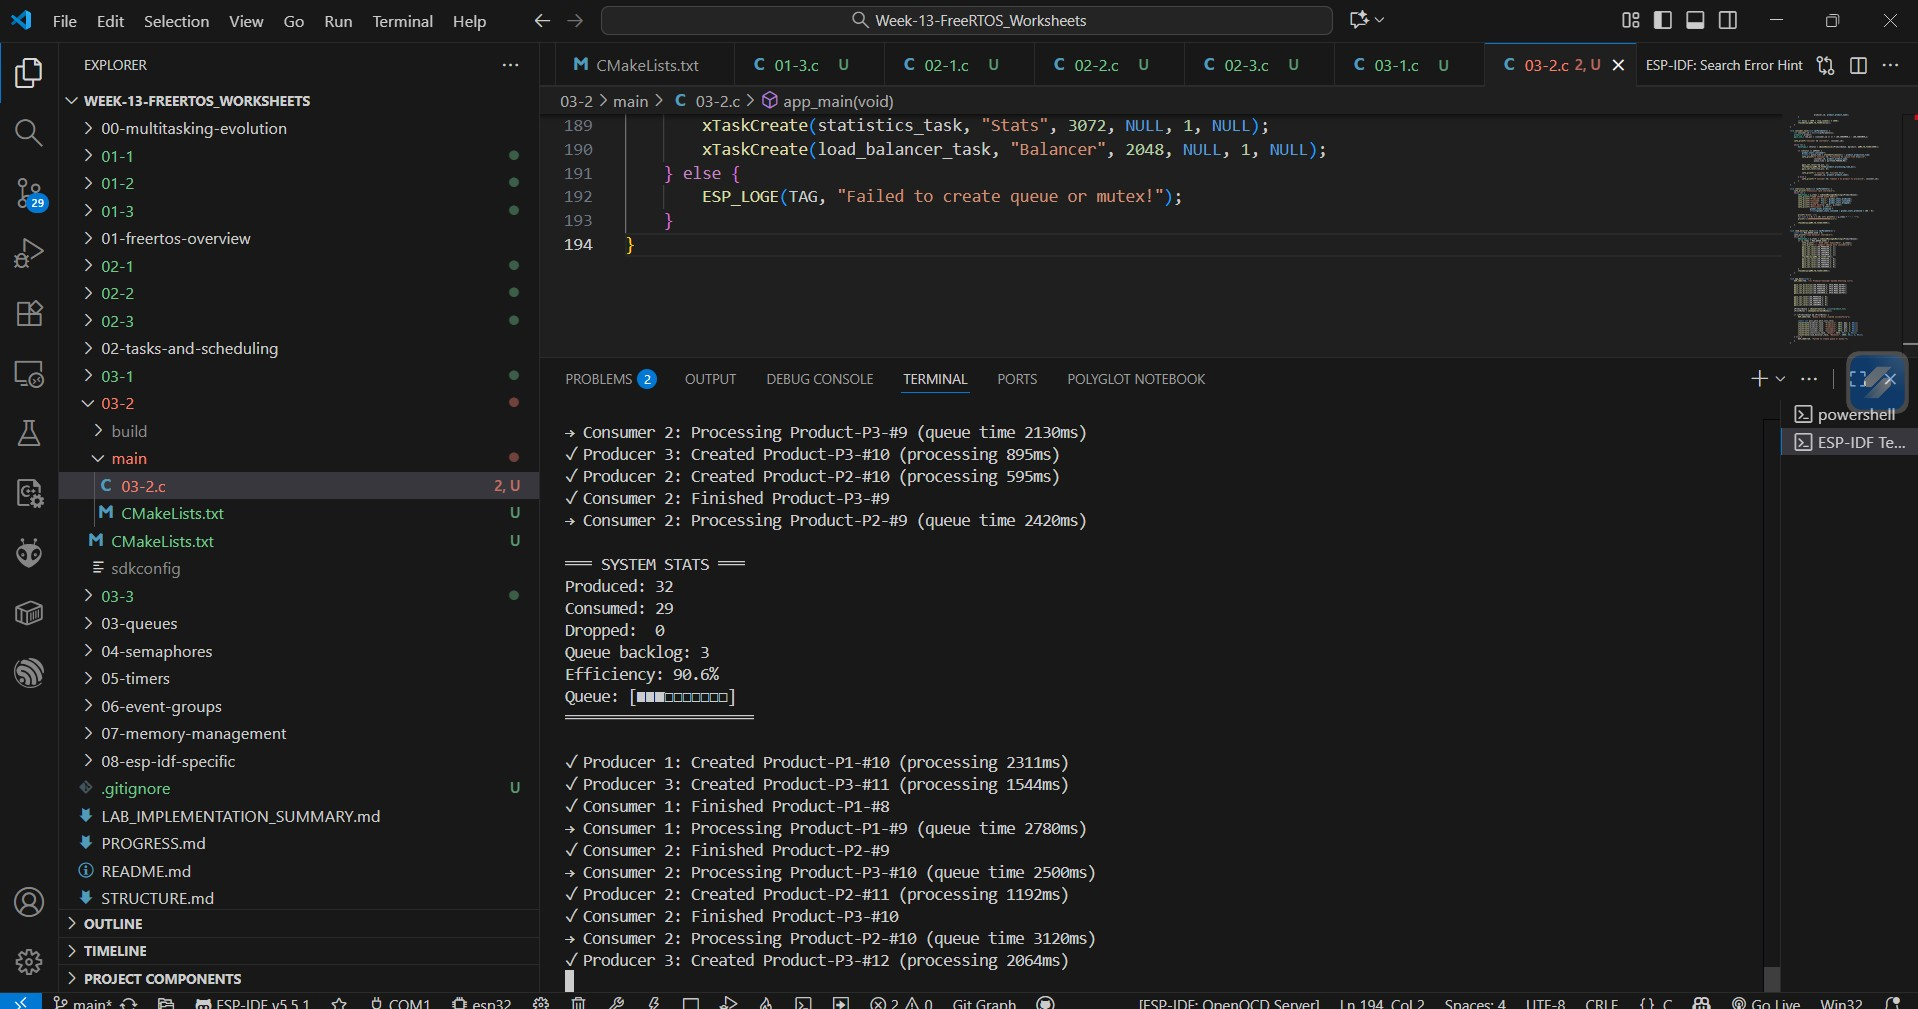 File Edit Selection View Go Run Terminal Help
Week-13-FreeRTOS_Worksheets
EXPLORER
WEEK-13-FREERTOS_WORKSHEETS
00-multitasking-evolution
01-1
01-2
01-3
01-freertos-overview
02-1
02-2
02-3
02-tasks-and-scheduling
03-1
03-2
build
main
C 03-2.c 2, U
M CMakeLists.txt U
M CMakeLists.txt U
sdkconfig
03-3
03-queues
04-semaphores
05-timers
06-event-groups
07-memory-management
08-esp-idf-specific
.gitignore U
LAB_IMPLEMENTATION_SUMMARY.md
PROGRESS.md
README.md
STRUCTURE.md
OUTLINE
TIMELINE
PROJECT COMPONENTS
29
M CMakeLists.txt C 01-3.c U C 02-1.c U C 02-2.c U C 02-3.c U C 03-1.c U C 03-2.c 2, U ESP-IDF: Search Error Hint
03-2 > main > C 03-2.c > app_main(void)
189 xTaskCreate(statistics_task, "Stats", 3072, NULL, 1, NULL);
190 xTaskCreate(load_balancer_task, "Balancer", 2048, NULL, 1, NULL);
191 } else {
192 ESP_LOGE(TAG, "Failed to create queue or mutex!");
193 }
194 }
PROBLEMS 2 OUTPUT DEBUG CONSOLE TERMINAL PORTS POLYGLOT NOTEBOOK
powershell
ESP-IDF Te...
→ Consumer 2: Processing Product-P3-#9 (queue time 2130ms)
✓ Producer 3: Created Product-P3-#10 (processing 895ms)
✓ Producer 2: Created Product-P2-#10 (processing 595ms)
✓ Consumer 2: Finished Product-P3-#9
→ Consumer 2: Processing Product-P2-#9 (queue time 2420ms)
═══ SYSTEM STATS ═══
Produced: 32
Consumed: 29
Dropped: 0
Queue backlog: 3
Efficiency: 90.6%
Queue: [■■■□□□□□□□]
═════════════════════
✓ Producer 1: Created Product-P1-#10 (processing 2311ms)
✓ Producer 3: Created Product-P3-#11 (processing 1544ms)
✓ Consumer 1: Finished Product-P1-#8
→ Consumer 1: Processing Product-P1-#9 (queue time 2780ms)
✓ Consumer 2: Finished Product-P2-#9
→ Consumer 2: Processing Product-P3-#10 (queue time 2500ms)
✓ Producer 2: Created Product-P2-#11 (processing 1192ms)
✓ Consumer 2: Finished Product-P3-#10
→ Consumer 2: Processing Product-P2-#10 (queue time 3120ms)
✓ Producer 3: Created Product-P3-#12 (processing 2064ms)
main* ESP-IDF v5.5.1 COM1 esp32 2 0 Git Graph [ESP-IDF: OpenOCD Server] Ln 194, Col 2 Spaces: 4 UTF-8 CRLF {} C Go Live Win32